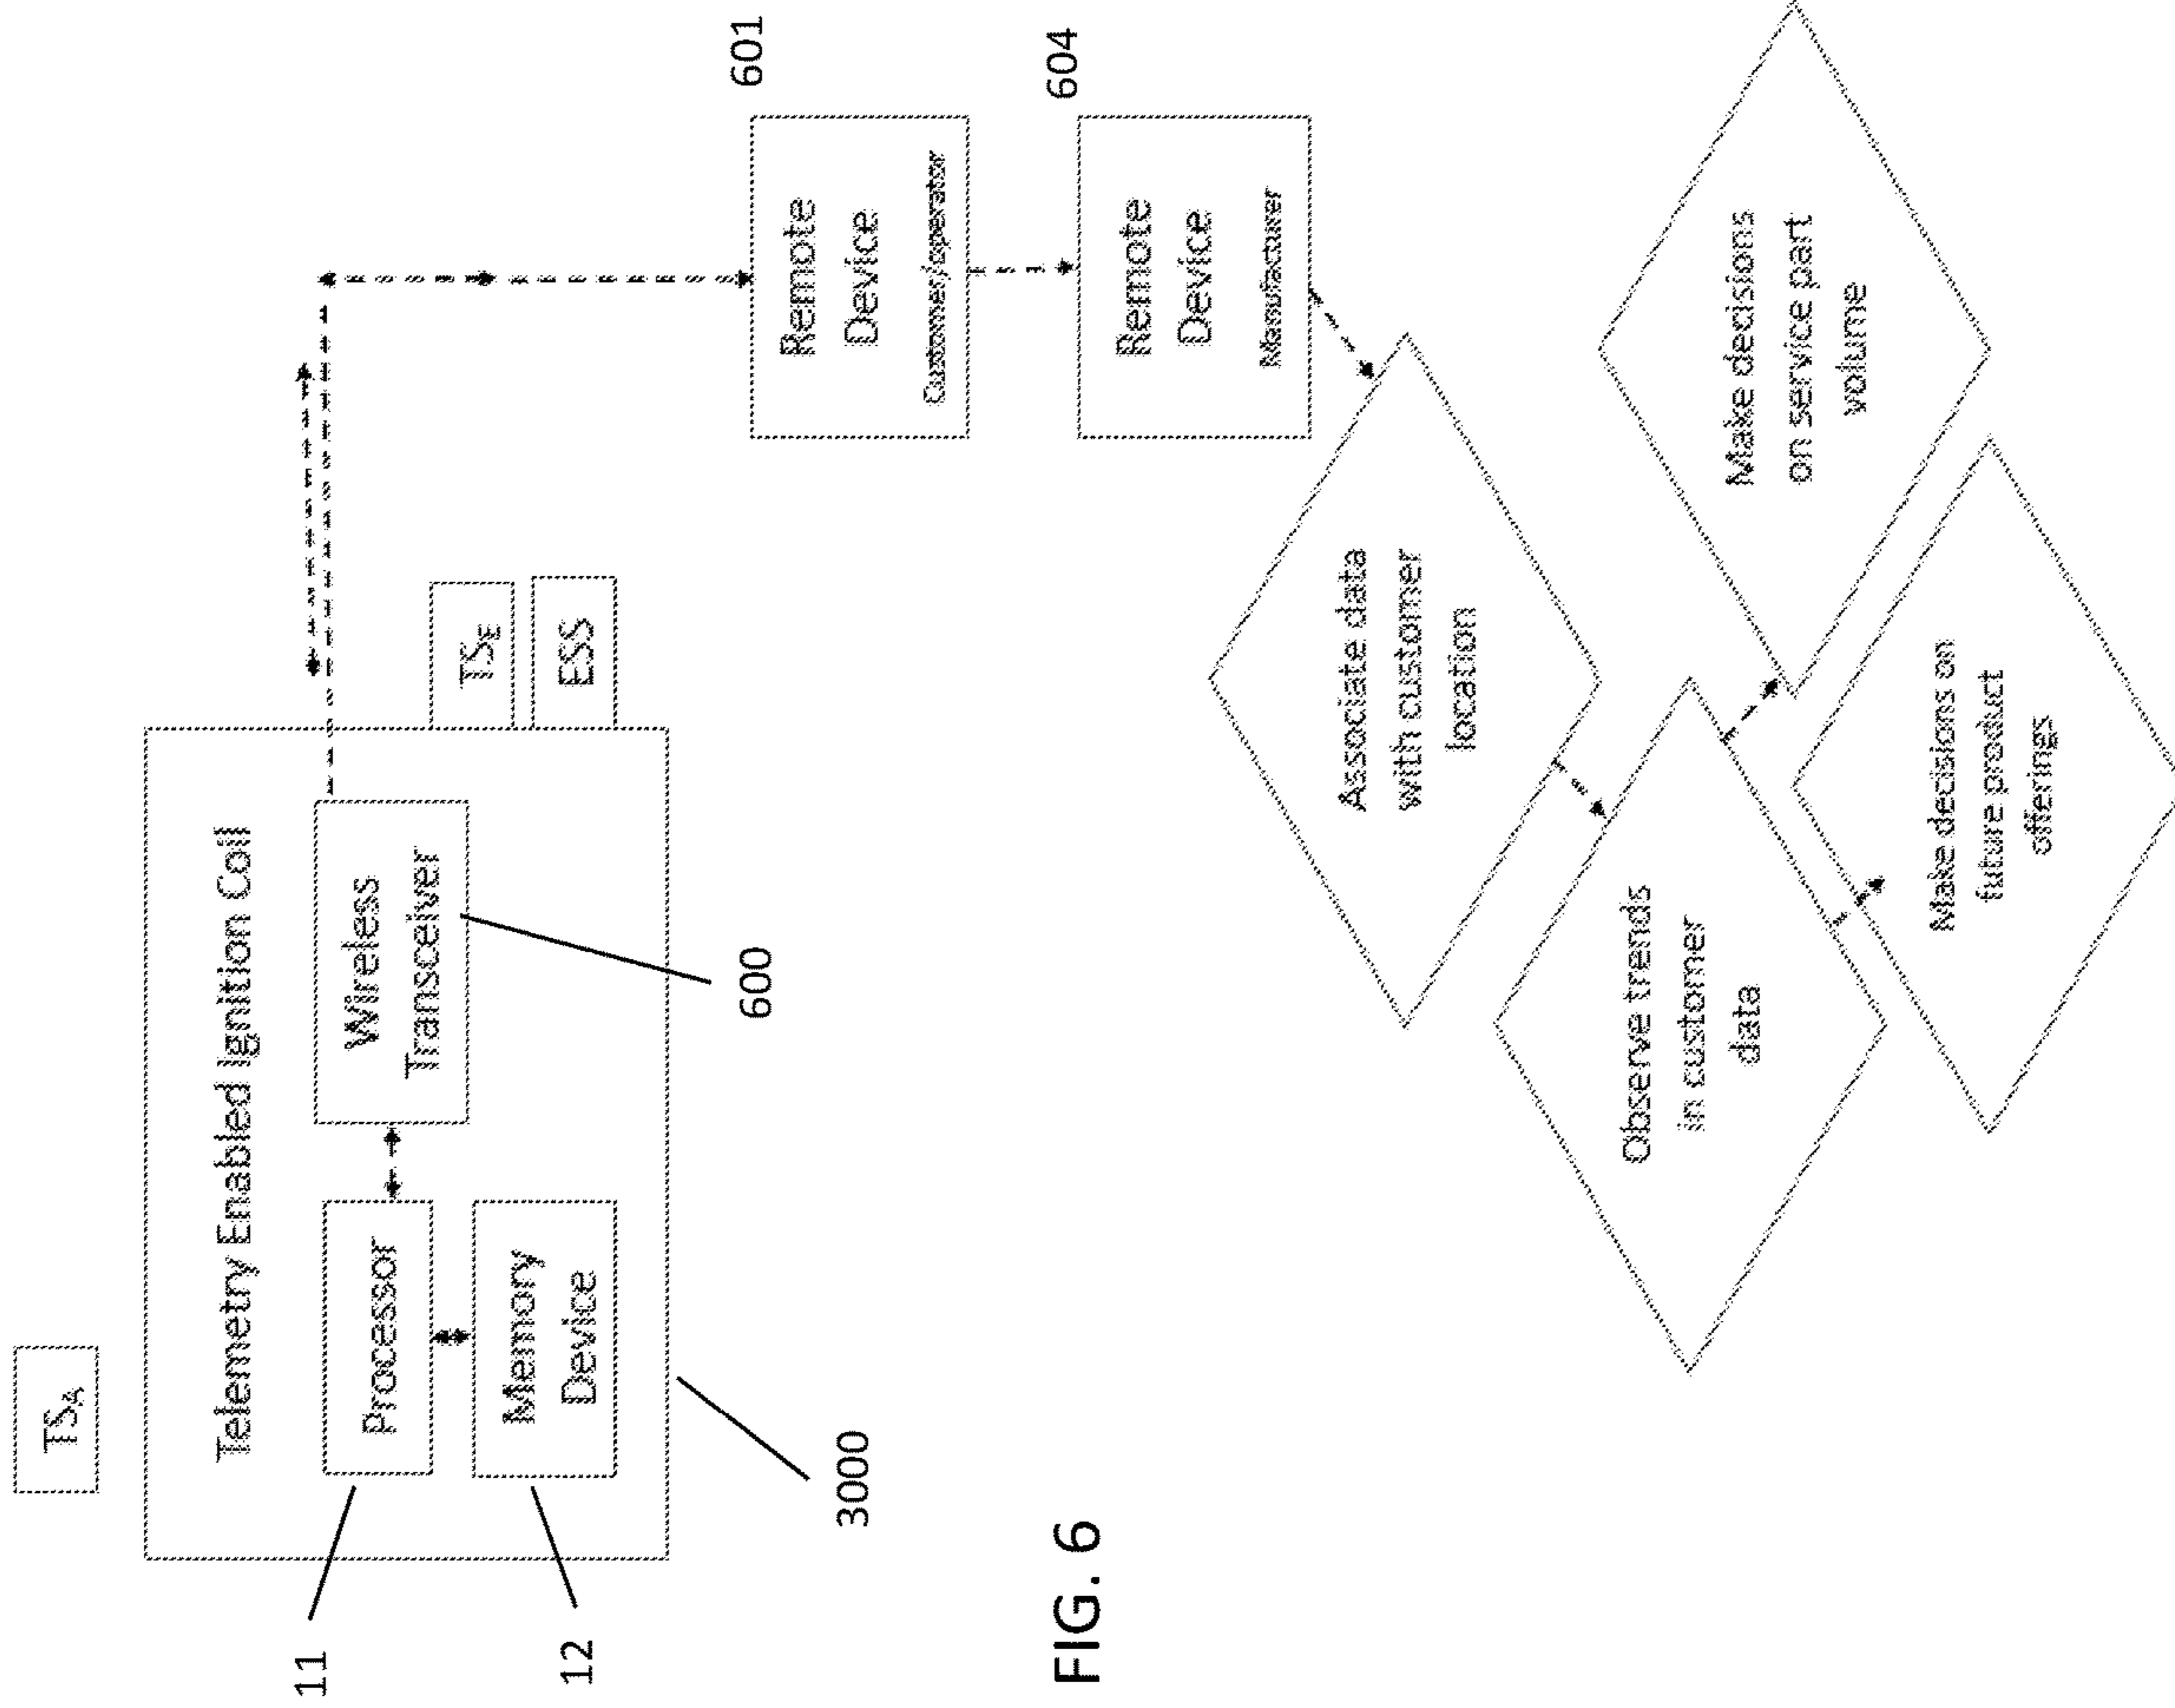 TSA
Telemetry Enabled Ignition Coil
11
Processor
12
Memory
Device
Wireless
Transceiver
600
3000
TSE
ESS
601
Remote
Device
Customer/operator
604
Remote
Device
Manufacturer
Associate data
with customer
location
Observe trends
in customer
data
Make decisions
on service part
volume
Make decisions on
future product
offerings
FIG. 6